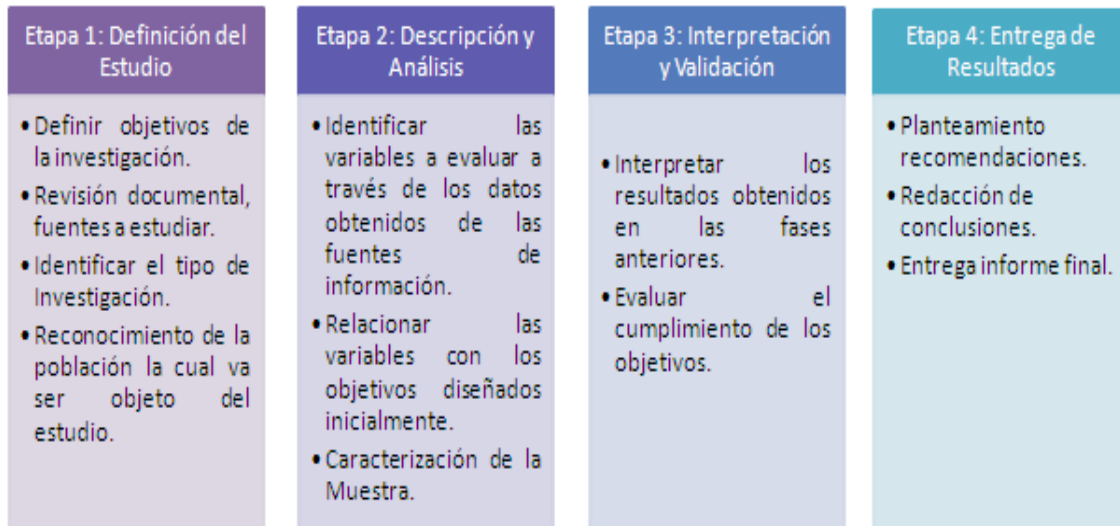 Etapa 1: Definición del
Estudio
• Definir objetivos de
la investigación.
• Revisión documental,
fuentes a estudiar.
• Identificar el tipo de
Investigación.
• Reconocimiento de la
población la cual va
ser objeto del
estudio.
Etapa 2: Descripción y
Análisis
• Identificar las
variables a evaluar a
través de los datos
obtenidos de las
fuentes de
información.
• Relacionar las
variables con los
objetivos diseñados
inicialmente.
• Caracterización de la
Muestra.
Etapa 3: Interpretación
y Validación
• Interpretar los
resultados obtenidos
en las fases
anteriores.
• Evaluar el
cumplimiento de los
objetivos.
Etapa 4: Entrega de
Resultados
• Planteamiento
recomendaciones.
• Redacción de
conclusiones.
• Entrega informe final.